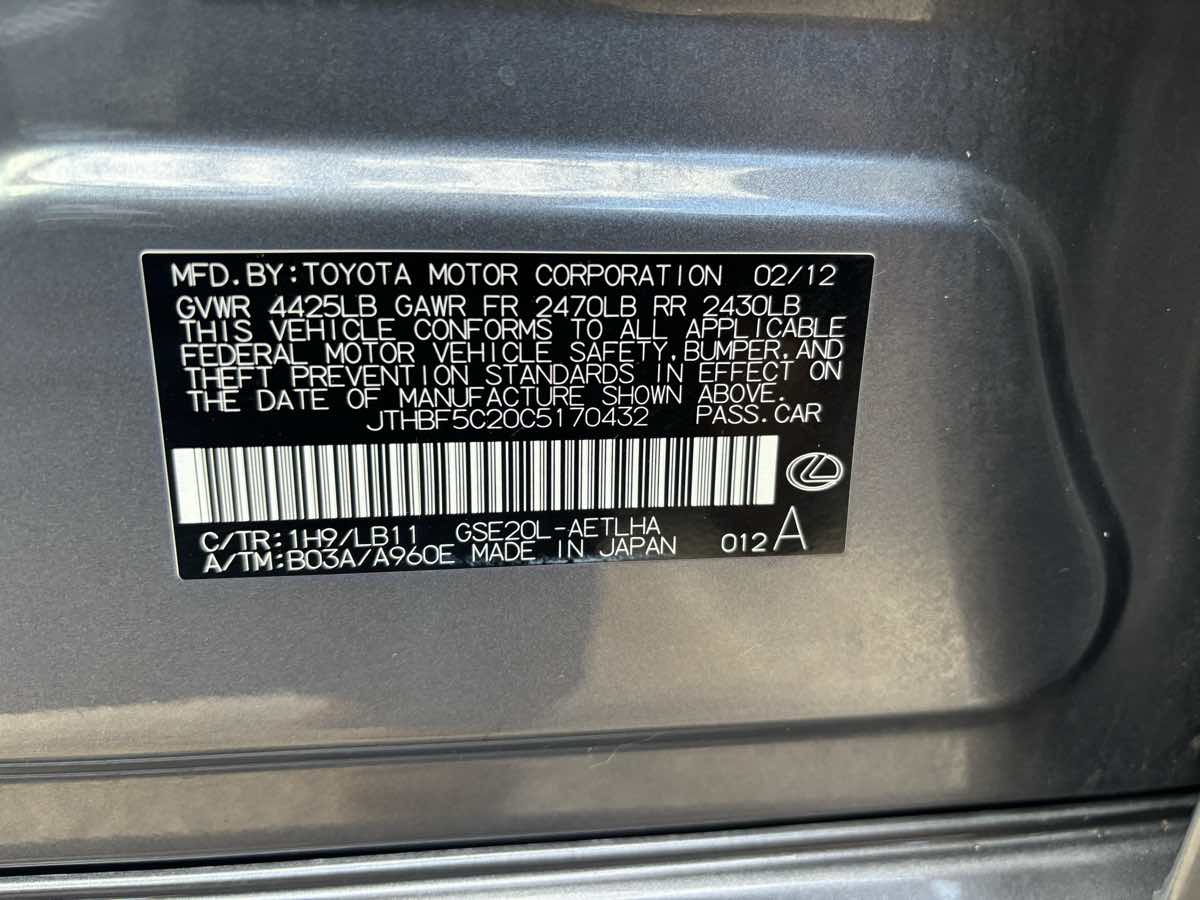 MFD.BY:TOYOTA MOTOR CORPORATION 02/12
GVWR 4425LB GAWR FR 2470LB RR 2430LB
THIS VEHICLE CONFORMS TO ALL APPLICABLE
FEDERAL MOTOR VEHICLE SAFETY,BUMPER,AND
THEFT PREVENTION STANDARDS IN EFFECT ON
THE DATE OF MANUFACTURE SHOWN ABOVE.
JTHBF5C20C5170432 PASS.CAR
C/TR:1H9/LB11 GSE20L-AETLHA
A/TM:B03A/A960E MADE IN JAPAN 012 A